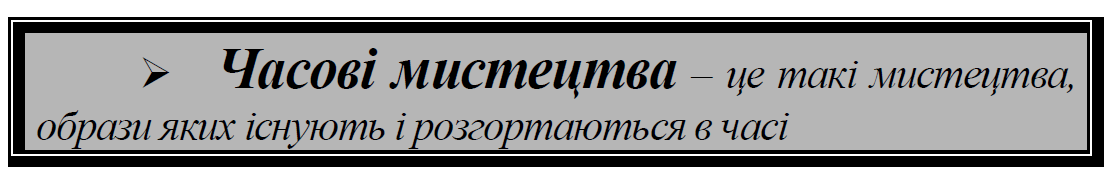 ➢ Часові мистецтва – це такі мистецтва,
образи яких існують і розгортаються в часі